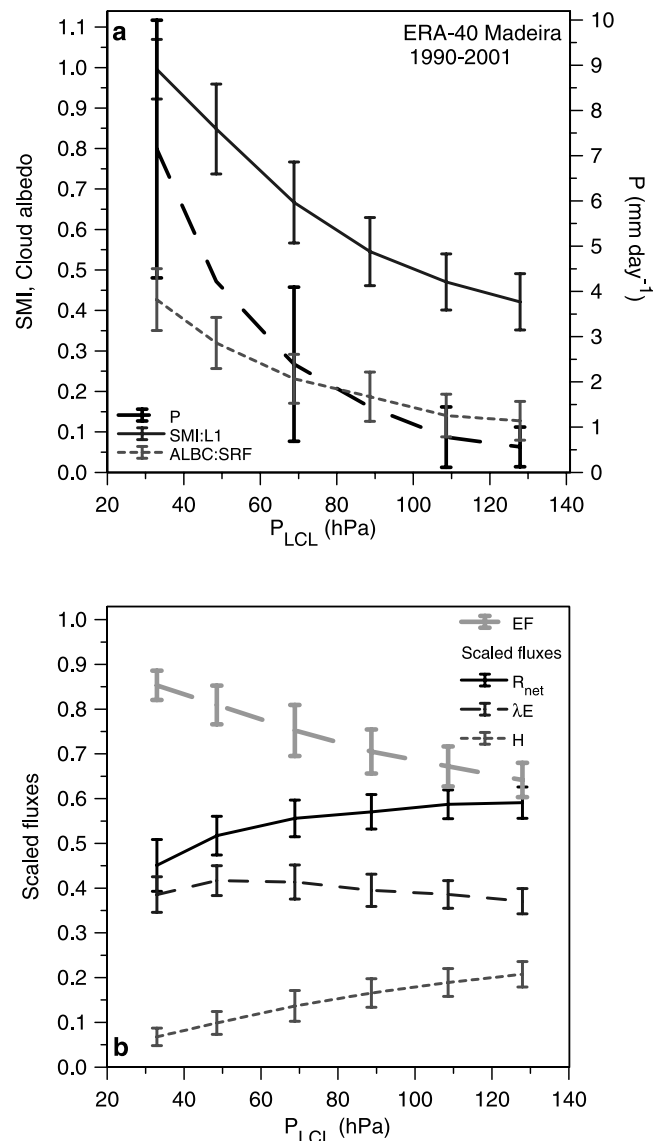 a
ERA-40 Madeira
1990-2001
1.1
1.0
0.9
0.8
0.7
0.6
0.5
0.4
0.3
0.2
0.1
0.0
SMI, Cloud albedo
10
9
8
7
6
5
4
3
2
1
0
P (mm day-1)
P
SMI:L1
ALBC:SRF
20 40 60 80 100 120 140
PLCL (hPa)
1.0
0.9
0.8
0.7
0.6
0.5
0.4
0.3
0.2
0.1
0.0
Scaled fluxes
EF
Scaled fluxes
Rnet
λE
H
b
20 40 60 80 100 120 140
PLCL (hPa)